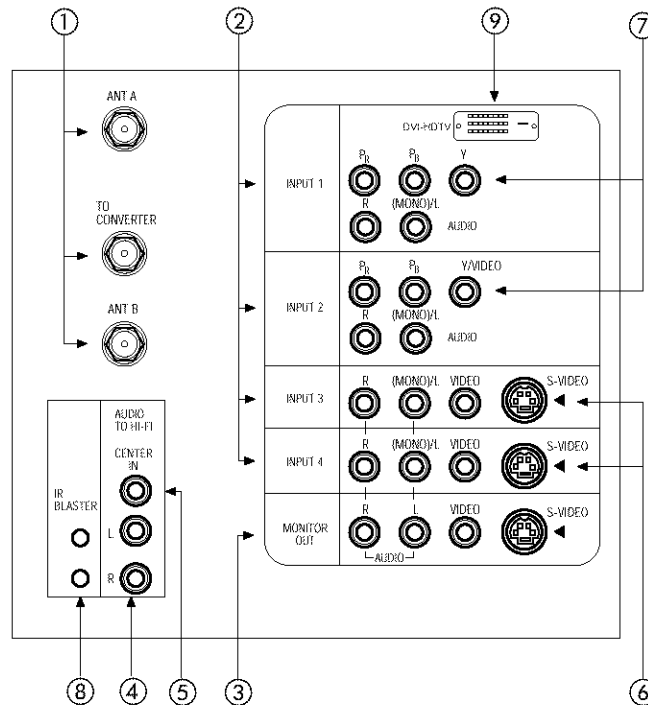 1
2
9
7
ANT A
TO
CONVERTER
ANT B
DVI-HDTV
INPUT 1
PR PB Y
R (MONO)/L AUDIO
INPUT 2
PR PB Y/VIDEO
R (MONO)/L AUDIO
INPUT 3
R (MONO)/L VIDEO S-VIDEO
INPUT 4
R (MONO)/L VIDEO S-VIDEO
MONITOR
OUT
R L VIDEO S-VIDEO
AUDIO
IR
BLASTER
AUDIO
TO HI-FI
CENTER
IN
L
R
8
4
5
3
6